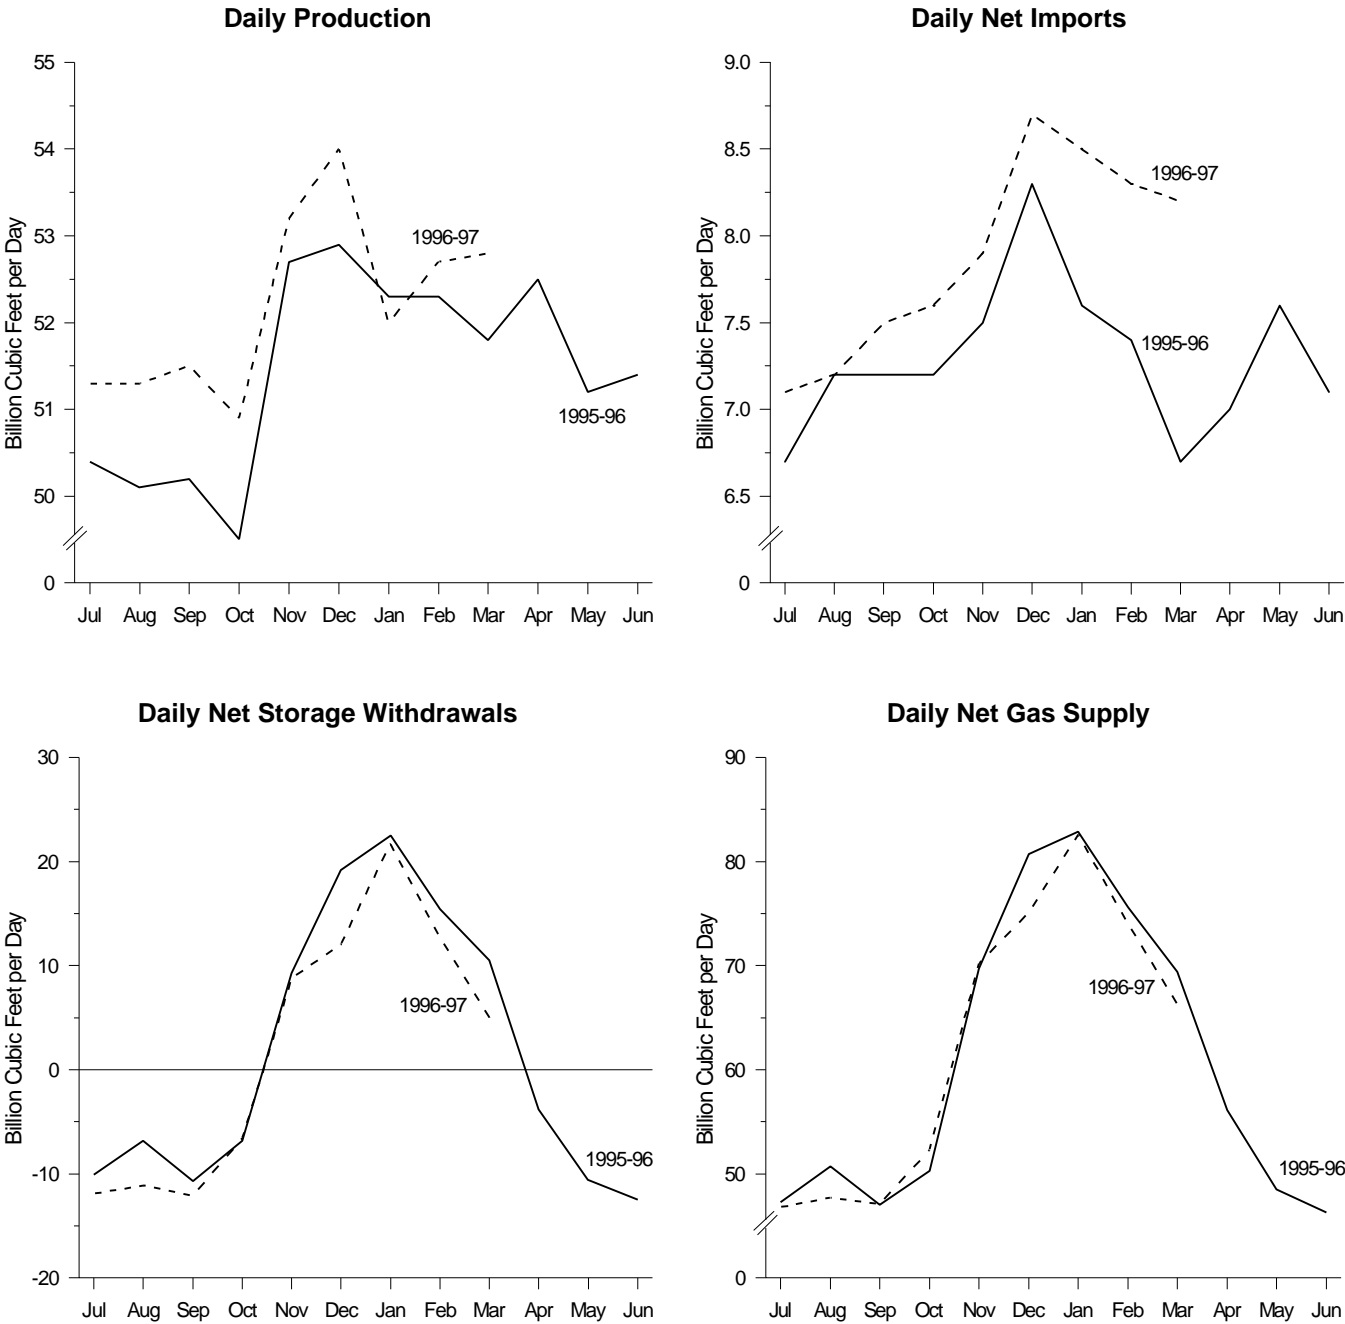 Daily Production
Billion Cubic Feet per Day
55
54
53
52
51
50
0
1996-97
1995-96
Jul Aug Sep Oct Nov Dec Jan Feb Mar Apr May Jun
Daily Net Imports
Billion Cubic Feet per Day
9.0
8.5
8.0
7.5
7.0
6.5
0
1996-97
1995-96
Jul Aug Sep Oct Nov Dec Jan Feb Mar Apr May Jun
Daily Net Storage Withdrawals
Billion Cubic Feet per Day
30
20
10
0
-10
-20
1996-97
1995-96
Jul Aug Sep Oct Nov Dec Jan Feb Mar Apr May Jun
Daily Net Gas Supply
Billion Cubic Feet per Day
90
80
70
60
50
0
1996-97
1995-96
Jul Aug Sep Oct Nov Dec Jan Feb Mar Apr May Jun